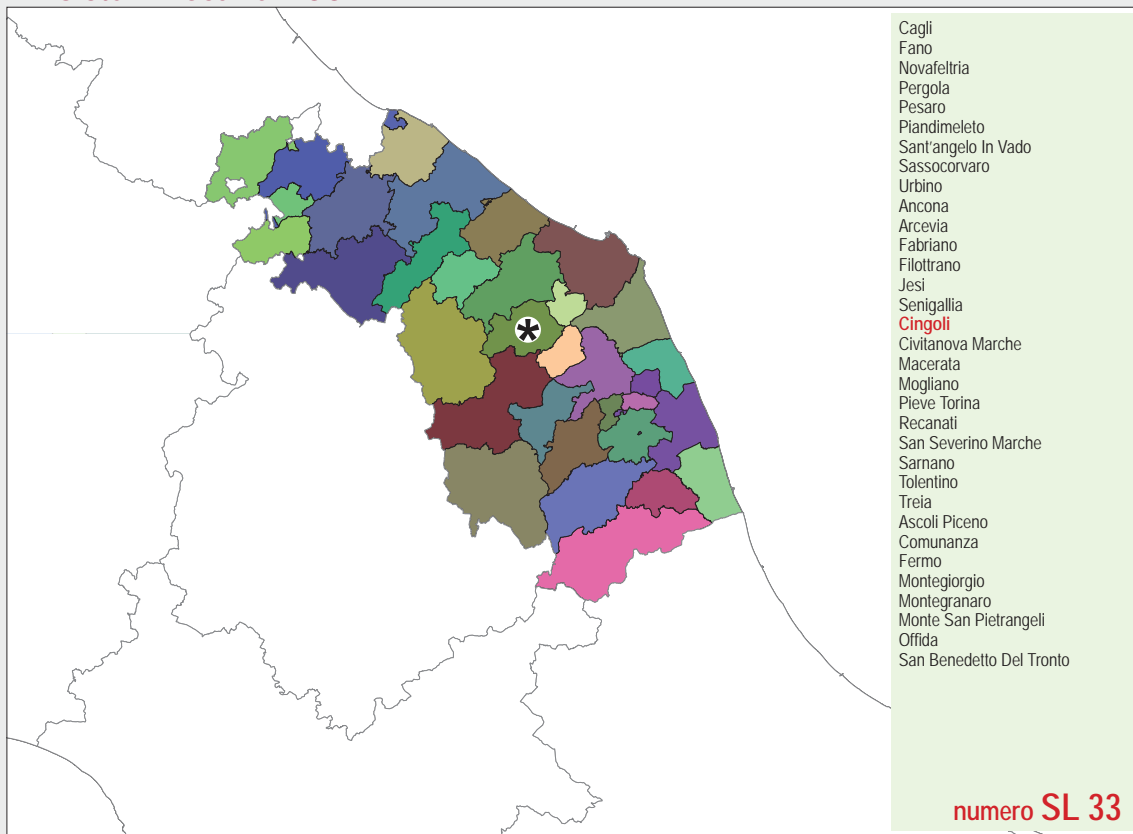 Cagli
Fano
Novafeltria
Pergola
Pesaro
Piandimeleto
Sant'angelo In Vado
Sassocorvaro
Urbino
Ancona
Arcevia
Fabriano
Filottrano
Jesi
Senigallia
Cingoli
Civitanova Marche
Macerata
Mogliano
Pieve Torina
Recanati
San Severino Marche
Sarnano
Tolentino
Treia
Ascoli Piceno
Comunanza
Fermo
Montegiorgio
Montegranaro
Monte San Pietrangeli
Offida
San Benedetto Del Tronto
numero SL 33